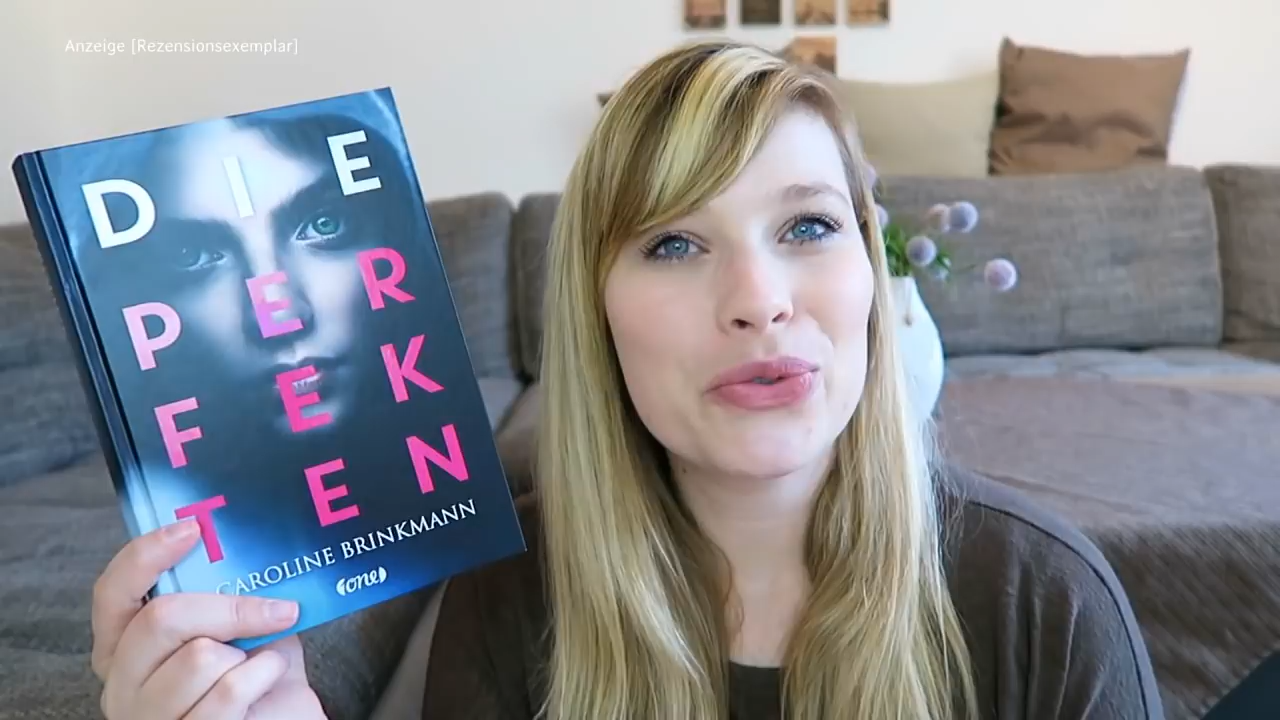 Anzeige [Rezensionsexemplar]
DIE
PER
FEK
TEN
CAROLINE BRINKMANN
one